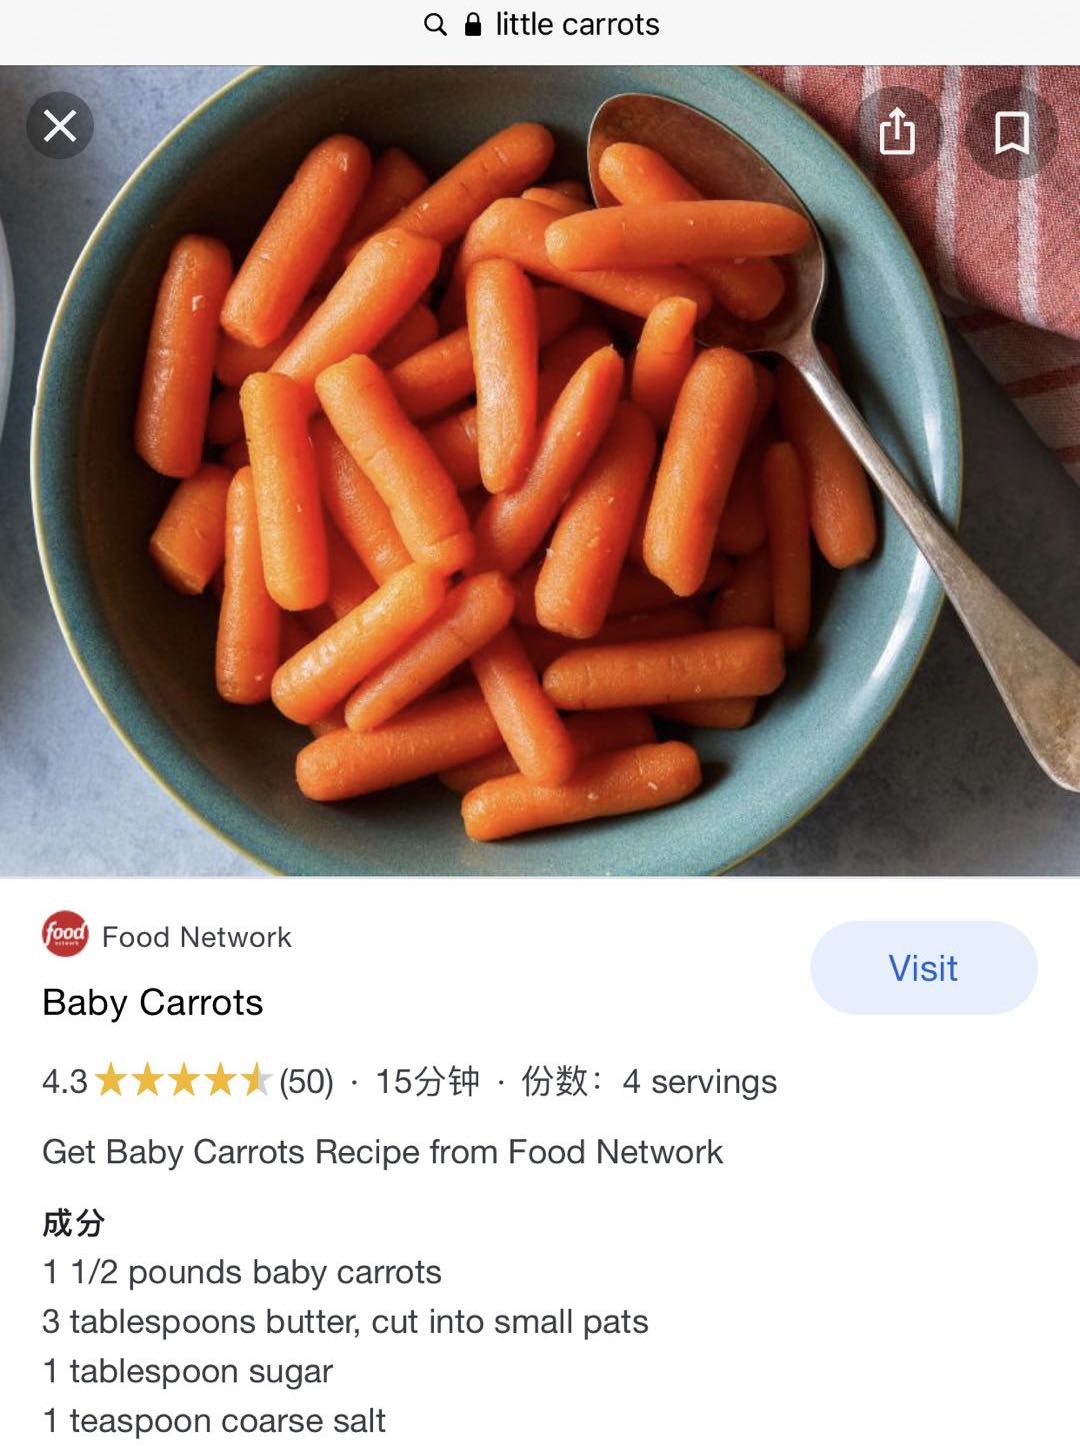 little carrots
food
network
Food Network
Visit
Baby Carrots
4.3 (50) · 15分钟 · 份数： 4 servings
Get Baby Carrots Recipe from Food Network
成分
1 1/2 pounds baby carrots
3 tablespoons butter, cut into small pats
1 tablespoon sugar
1 teaspoon coarse salt